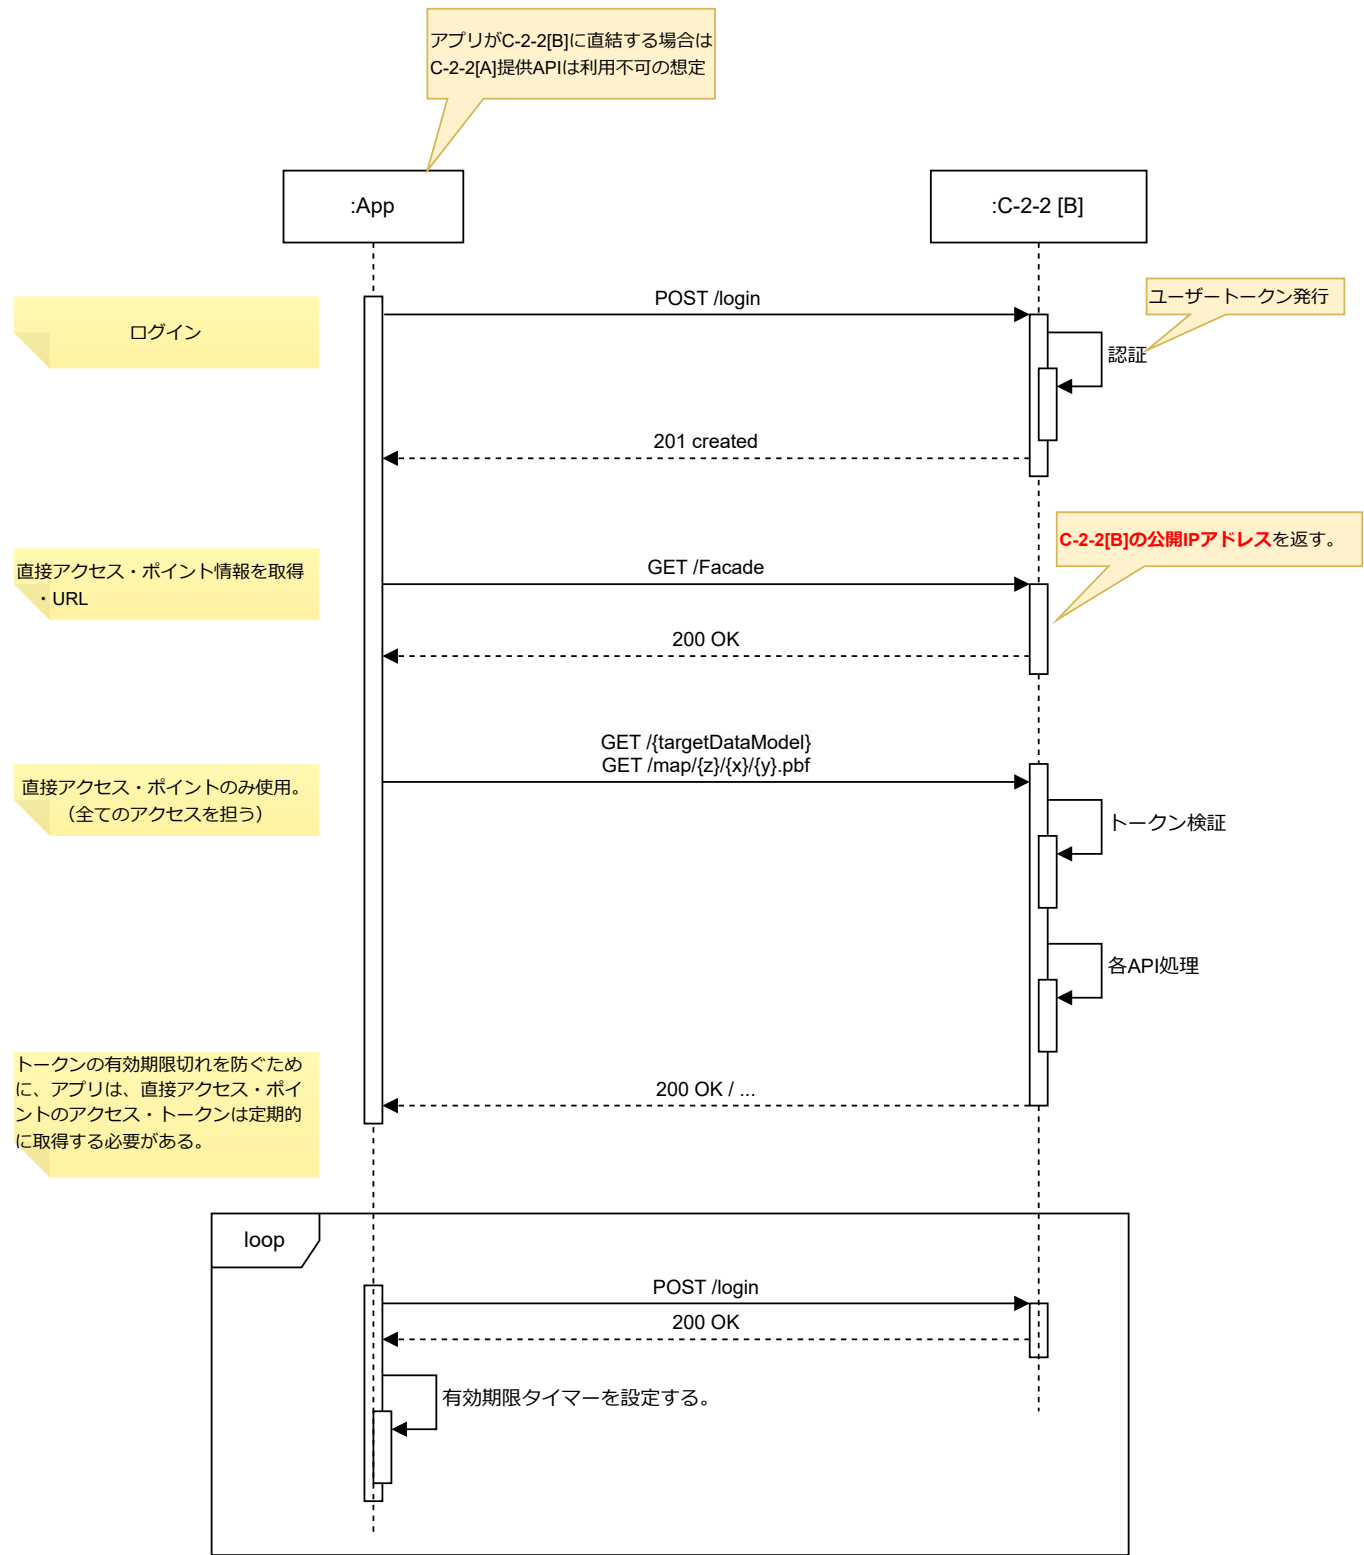 アプリがC-2-2[B]に直結する場合は
C-2-2[A]提供APIは利用不可の想定
:App
:C-2-2 [B]
ログイン
POST /login
ユーザートークン発行
認証
201 created
直接アクセス・ポイント情報を取得
・URL
GET /Facade
C-2-2[B]の公開IPアドレスを返す。
200 OK
直接アクセス・ポイントのみ使用。
（全てのアクセスを担う）
GET /{targetDataModel}
GET /map/{z}/{x}/{y}.pbf
トークン検証
各API処理
トークンの有効期限切れを防ぐため
に、アプリは、直接アクセス・ポイ
ントのアクセス・トークンは定期的
に取得する必要がある。
200 OK / ...
loop
POST /login
200 OK
有効期限タイマーを設定する。